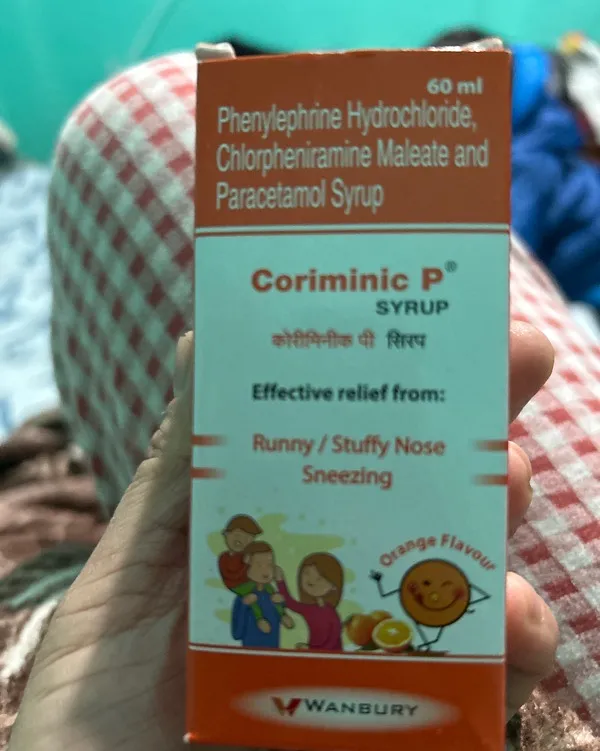 60 ml
Phenylephrine Hydrochloride,
Chlorpheniramine Maleate and
Paracetamol Syrup
Coriminic P®
SYRUP
कोरीमिनीक पी सिरप
Effective relief from:
Runny / Stuffy Nose
Sneezing
Orange Flavour
WANBURY